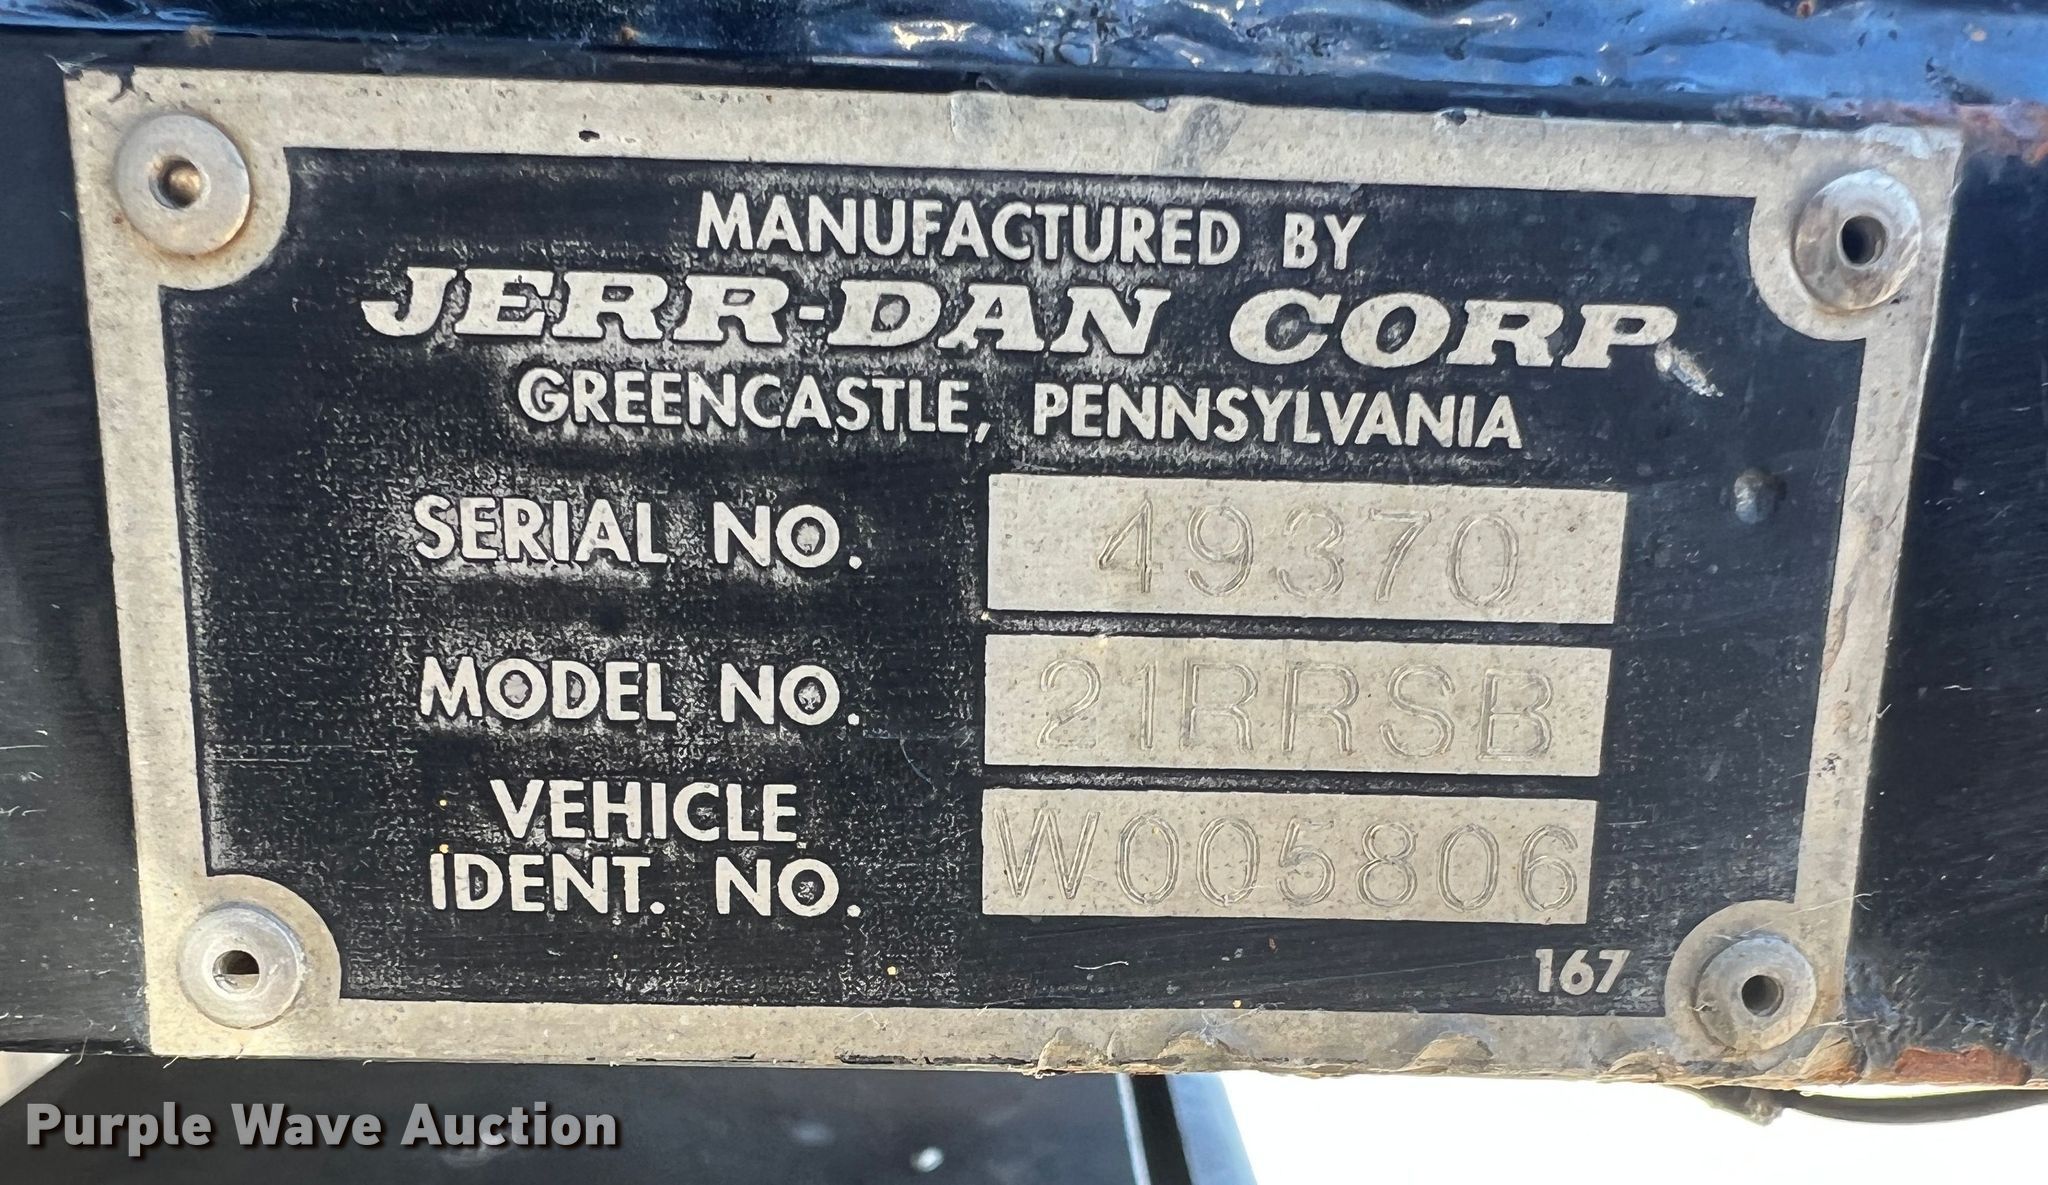 MANUFACTURED BY
JERR-DAN CORP.
GREENCASTLE, PENNSYLVANIA
SERIAL NO. 49370
MODEL NO. 21RRSB
VEHICLE
IDENT. NO. W005806
167
Purple Wave Auction